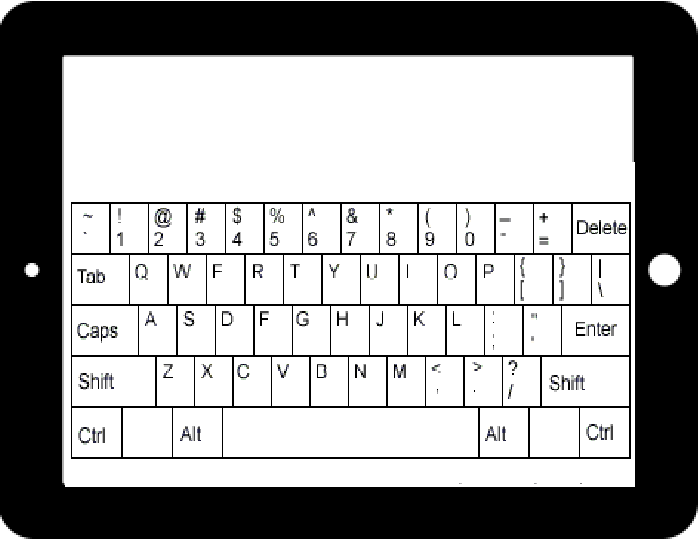 ~ ! @ # $ % ^ & * ( ) _ +
` 1 2 3 4 5 6 7 8 9 0 - = Delete
Tab Q W F R T Y U I O P { } |
[ ] \
Caps A S D F G H J K L : " Enter
; '
Shift Z X C V B N M < > ? Shift
, . /
Ctrl Alt Alt Ctrl